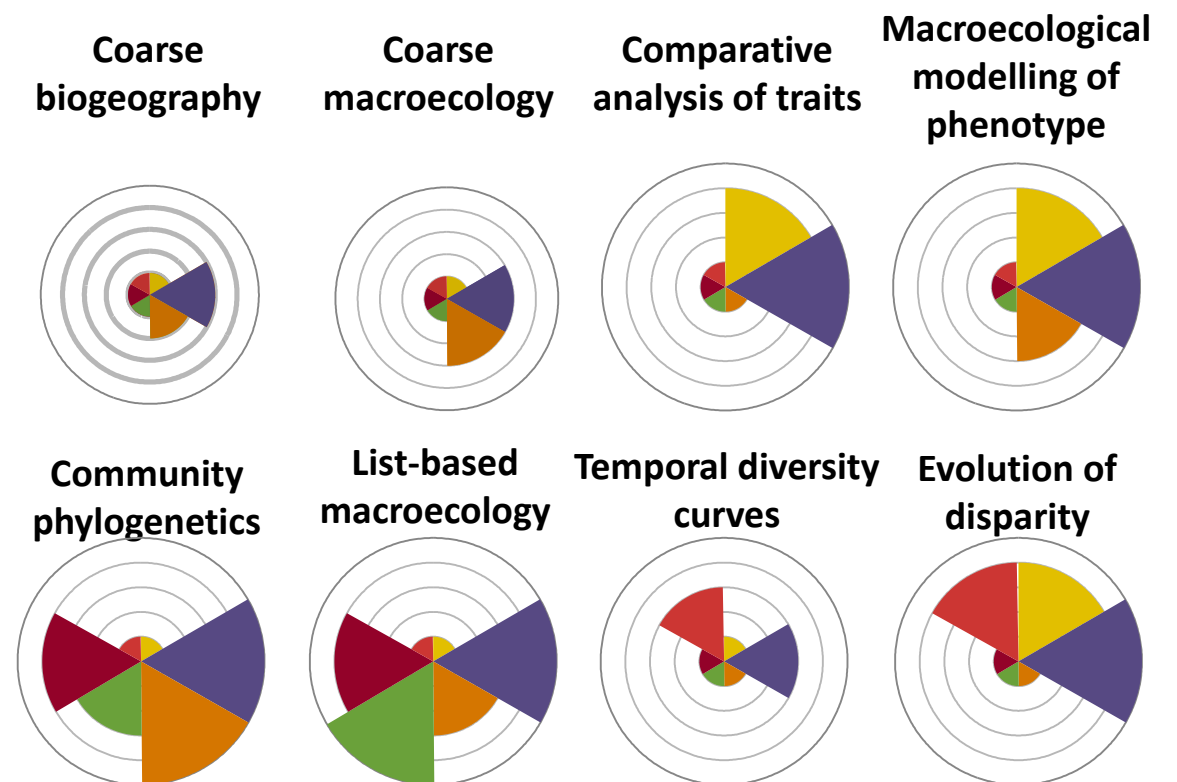 Coarse
biogeography
Coarse
macroecology
Comparative
analysis of traits
Macroecological
modelling of
phenotype
Community
phylogenetics
List-based
macroecology
Temporal diversity
curves
Evolution of
disparity